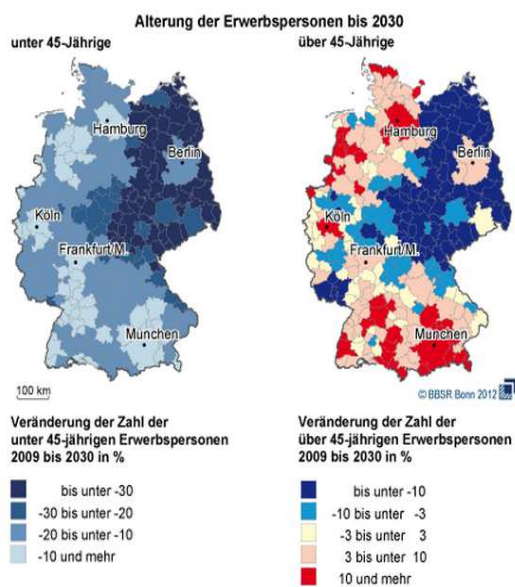 Alterung der Erwerbspersonen bis 2030
unter 45-Jährige
über 45-Jährige
Hamburg
Berlin
Köln
Frankfurt/M.
München
100 km
Hamburg
Berlin
Köln
Frankfurt/M.
München
© BBSR Bonn 2012
Veränderung der Zahl der
unter 45-jährigen Erwerbspersonen
2009 bis 2030 in %
bis unter -30
-30 bis unter -20
-20 bis unter -10
-10 und mehr
Veränderung der Zahl der
über 45-jährigen Erwerbspersonen
2009 bis 2030 in %
bis unter -10
-10 bis unter -3
-3 bis unter 3
3 bis unter 10
10 und mehr